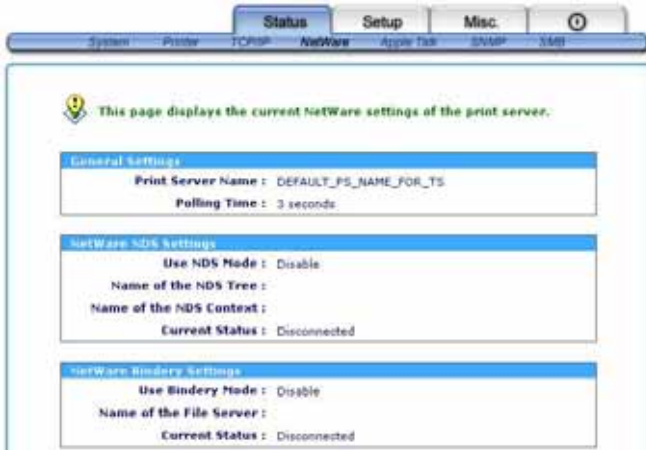 Status Setup Misc.
System Printer TCP/IP NetWare Apple Talk SNMP SMB
This page displays the current NetWare settings of the print server.
General Settings
Print Server Name : DEFAULT_PS_NAME_FOR_TS
Polling Time : 3 seconds
NetWare NDS Settings
Use NDS Mode : Disable
Name of the NDS Tree :
Name of the NDS Context :
Current Status : Disconnected
NetWare Bindery Settings
Use Bindery Mode : Disable
Name of the File Server :
Current Status : Disconnected